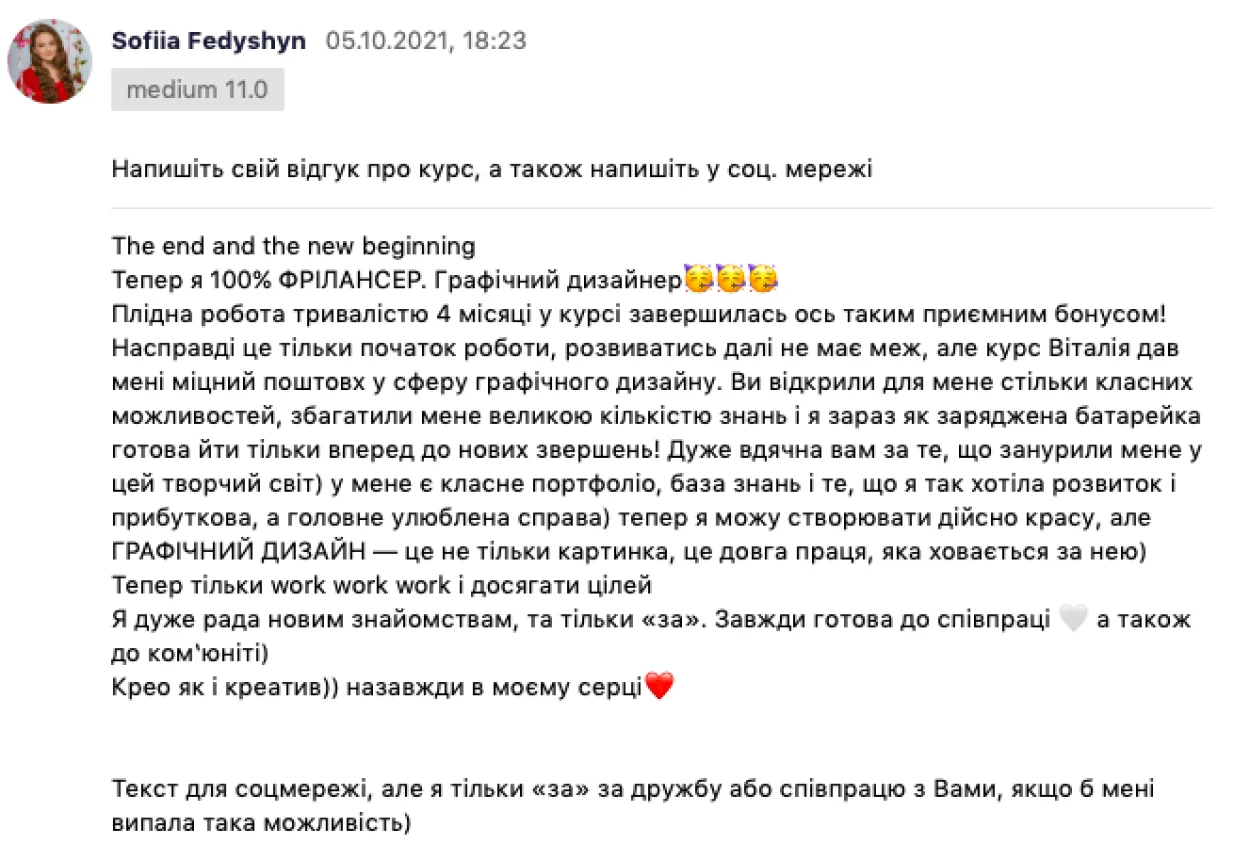 Sofiia Fedyshyn 05.10.2021, 18:23
medium 11.0
Напишіть свій відгук про курс, а також напишіть у соц. мережі
The end and the new beginning
Тепер я 100% ФРІЛАНСЕР. Графічний дизайнер🥳🥳🥳
Плідна робота тривалістю 4 місяці у курсі завершилась ось таким приємним бонусом!
Насправді це тільки початок роботи, розвиватись далі не має меж, але курс Віталія дав
мені міцний поштовх у сферу графічного дизайну. Ви відкрили для мене стільки класних
можливостей, збагатили мене великою кількістю знань і я зараз як заряджена батарейка
готова йти тільки вперед до нових звершень! Дуже вдячна вам за те, що занурили мене у
цей творчий світ) у мене є класне портфоліо, база знань і те, що я так хотіла розвиток і
прибуткова, а головне улюблена справа) тепер я можу створювати дійсно красу, але
ГРАФІЧНИЙ ДИЗАЙН — це не тільки картинка, це довга праця, яка ховається за нею)
Тепер тільки work work work і досягати цілей
Я дуже рада новим знайомствам, та тільки «за». Завжди готова до співпраці 🤍 а також
до ком‛юніті)
Крео як і креатив)) назавжди в моєму серці❤️
Текст для соцмережі, але я тільки «за» за дружбу або співпрацю з Вами, якщо б мені
випала така можливість)